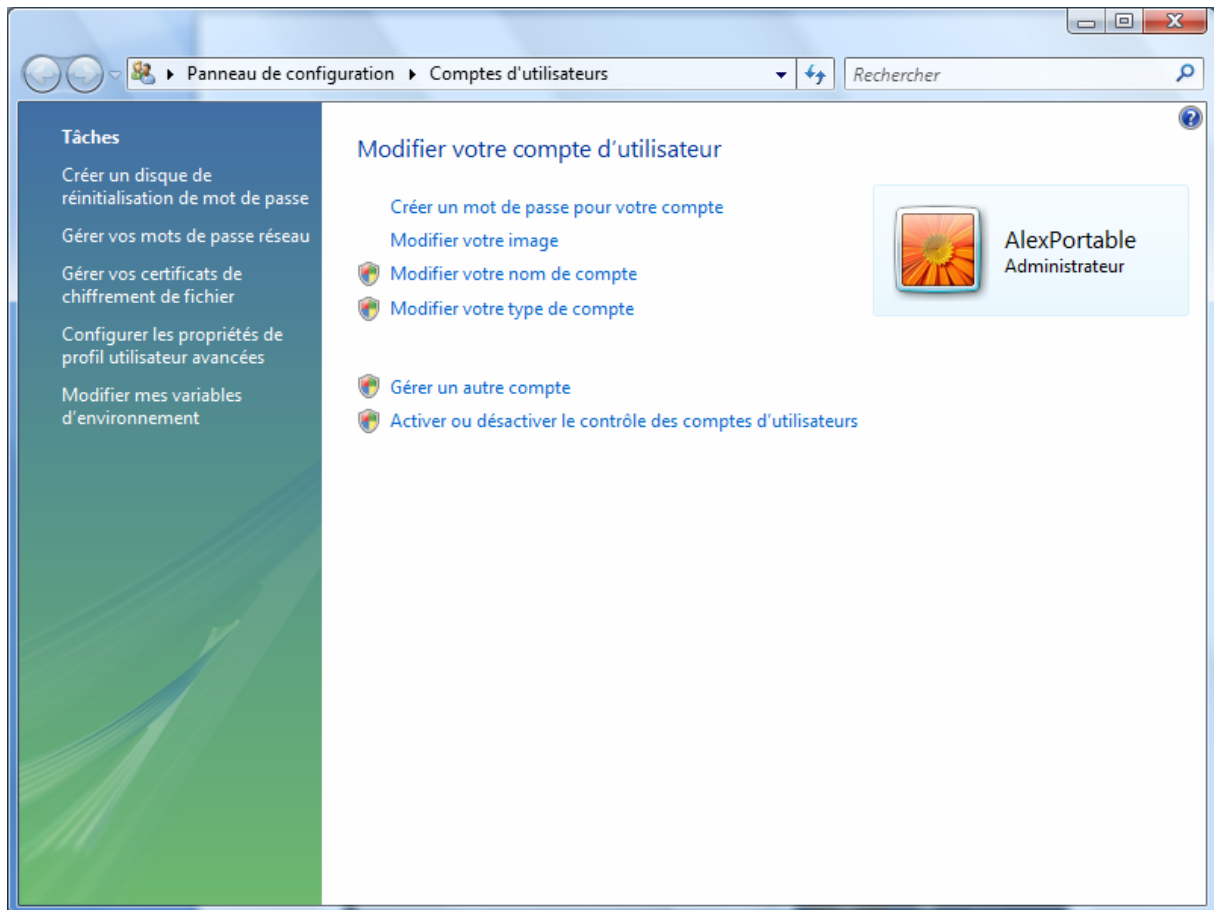 Panneau de configuration
Comptes d'utilisateurs
Rechercher
Tâches
Créer un disque de
réinitialisation de mot de passe
Gérer vos mots de passe réseau
Gérer vos certificats de
chiffrement de fichier
Configurer les propriétés de
profil utilisateur avancées
Modifier mes variables
d’environnement
Modifier votre compte d’utilisateur
Créer un mot de passe pour votre compte
Modifier votre image
Modifier votre nom de compte
Modifier votre type de compte
Gérer un autre compte
Activer ou désactiver le contrôle des comptes d’utilisateurs
AlexPortable
Administrateur